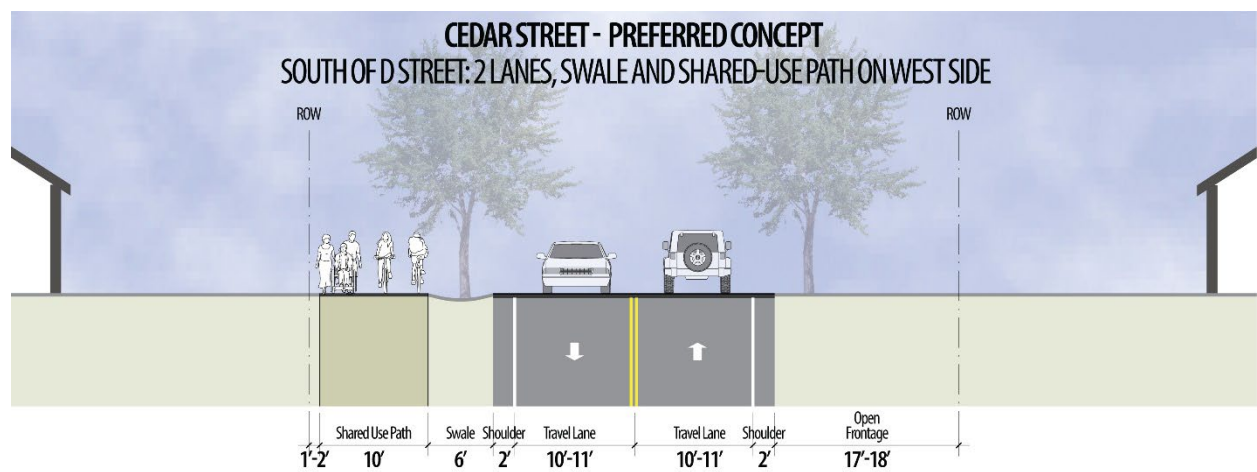 CEDAR STREET - PREFERRED CONCEPT
SOUTH OF D STREET: 2 LANES, SWALE AND SHARED-USE PATH ON WEST SIDE
ROW
ROW
Shared Use Path
Swale
Shoulder
Travel Lane
Travel Lane
Shoulder
Open
Frontage
1'-2'
10'
6'
2'
10'-11'
10'-11'
2'
17'-18'